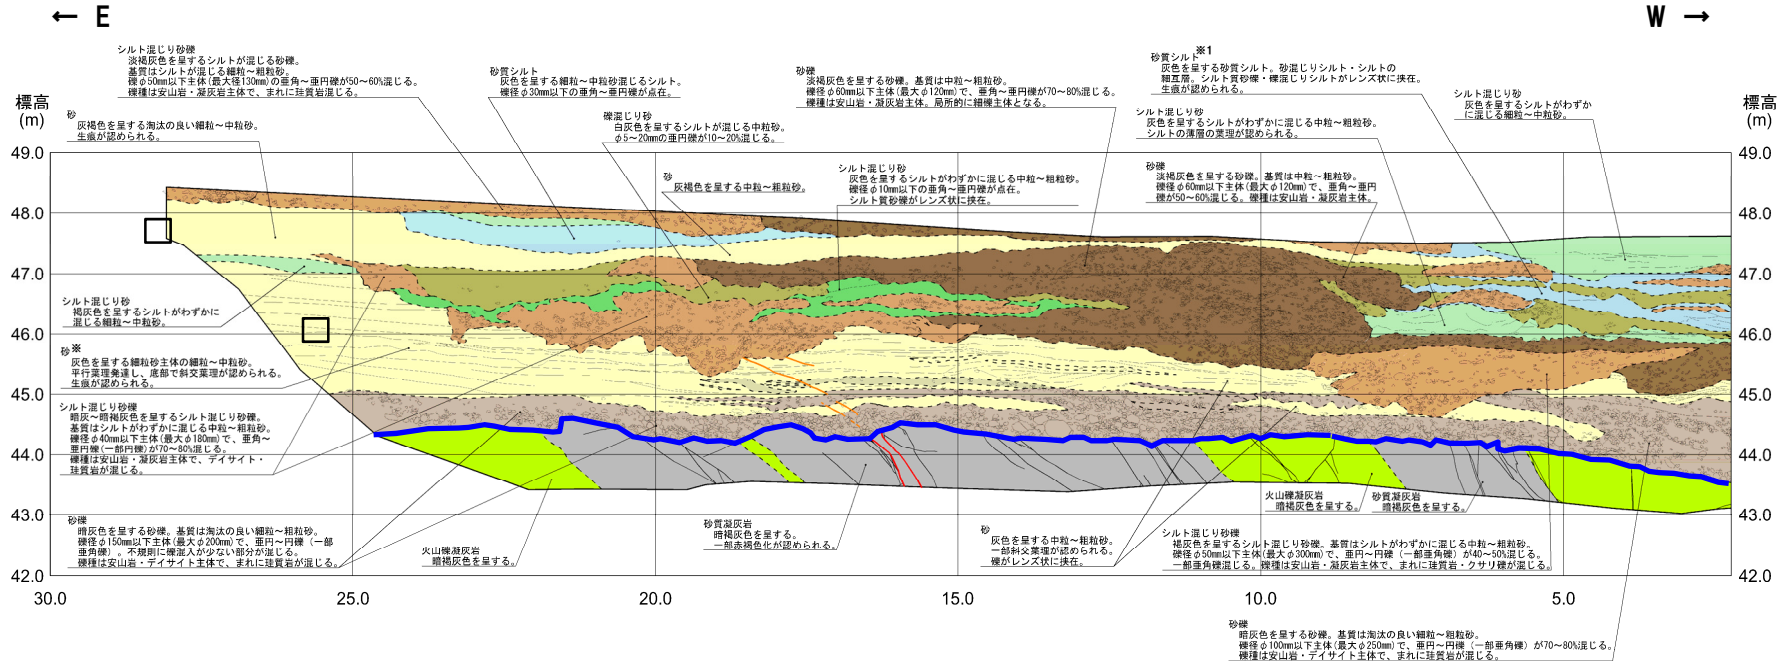 ← E
W →
標高
(m)
標高
(m)
シルト混じり砂礫
淡褐灰色を呈するシルトが混じる砂礫。
基質はシルトが混じる細粒～粗粒砂。
礫φ50mm以下主体(最大径130mm)の亜角～亜円礫が50～60%混じる。
礫種は安山岩・凝灰岩主体で、まれに珪質岩混じる。
砂
灰褐色を呈する淘汰の良い細粒～中粒砂。
生痕が認められる。
砂質シルト
灰色を呈する細粒～中粒砂混じるシルト。
礫径φ30mm以下の亜角～亜円礫が点在。
礫混じり砂
白灰色を呈するシルトが混じる中粒砂。
φ5～20mmの亜円礫が10～20%混じる。
砂
灰褐色を呈する中粒～粗粒砂。
砂礫
淡褐灰色を呈する砂礫。基質は中粒～粗粒砂。
礫径φ60mm以下主体(最大φ120mm)で、亜角～亜円礫が70～80%混じる。
礫種は安山岩・凝灰岩主体。局所的に細礫主体となる。
シルト混じり砂
灰色を呈するシルトがわずかに混じる中粒～粗粒砂。
礫径φ10mm以下の亜角～亜円礫が点在。
シルト質砂礫がレンズ状に挟在。
砂質シルト※1
灰色を呈する砂質シルト。砂混じりシルト・シルトの
細互層。シルト質砂礫・礫混じりシルトがレンズ状に挟在。
生痕が認められる。
シルト混じり砂
灰色を呈するシルトがわずかに混じる中粒～粗粒砂。
シルトの薄層の葉理が認められる。
砂礫
淡褐灰色を呈する砂礫。基質は中粒～粗粒砂。
礫径φ60mm以下主体(最大φ120mm)で、亜角～亜円
礫が50～60%混じる。礫種は安山岩・凝灰岩主体。
シルト混じり砂
灰色を呈するシルトがわずか
に混じる細粒～中粒砂。
49.0
48.0
47.0
46.0
45.0
44.0
43.0
42.0
49.0
48.0
47.0
46.0
45.0
44.0
43.0
42.0
シルト混じり砂
褐灰色を呈するシルトがわずかに
混じる細粒～中粒砂。
砂※
灰色を呈する細粒砂主体の細粒～中粒砂。
平行葉理発達し、底部で斜交葉理が認められる。
生痕が認められる。
シルト混じり砂礫
暗灰～暗褐灰色を呈するシルト混じり砂礫。
基質はシルトがわずかに混じる中粒～粗粒砂。
礫径φ40mm以下主体(最大φ180mm)で、亜角～
亜円礫(一部円礫)が70～80%混じる。
礫種は安山岩・凝灰岩主体で、デイサイト・
珪質岩が混じる。
砂礫
暗灰色を呈する砂礫。基質は淘汰の良い細粒～粗粒砂。
礫径φ150mm以下主体(最大φ200mm)で、亜円～円礫（一部
亜角礫）。不規則に礫混入が少ない部分が混じる。
礫種は安山岩・デイサイト主体で、まれに珪質岩が混じる。
火山礫凝灰岩
暗褐灰色を呈する。
砂質凝灰岩
暗褐灰色を呈する。
一部赤褐色化が認められる。
砂
灰色を呈する中粒～粗粒砂。
一部斜交葉理が認められる。
礫がレンズ状に挟在。
火山礫凝灰岩
暗褐灰色を呈する。
砂質凝灰岩
暗褐灰色を呈する。
シルト混じり砂礫
褐灰色を呈するシルト混じり砂礫。基質はシルトがわずかに混じる中粒～粗粒砂。
礫径φ50mm以下主体(最大φ300mm)で、亜円～円礫（一部亜角礫）が40～50%混じる。
一部亜角礫混じる。礫種は安山岩・凝灰岩主体で、まれに珪質岩・クサリ礫が混じる。
30.0
25.0
20.0
15.0
10.0
5.0
砂礫
暗灰色を呈する砂礫。基質は淘汰の良い細粒～粗粒砂。
礫径φ100mm以下主体(最大φ250mm)で、亜円～円礫（一部亜角礫）が70～80%混じる。
礫種は安山岩・デイサイト主体で、まれに珪質岩が混じる。